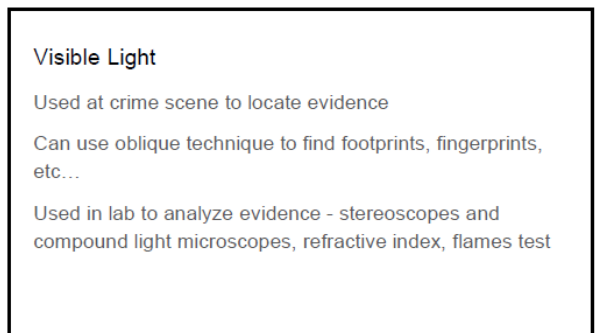 Visible Light
Used at crime scene to locate evidence
Can use oblique technique to find footprints, fingerprints,
etc…
Used in lab to analyze evidence - stereoscopes and
compound light microscopes, refractive index, flames test